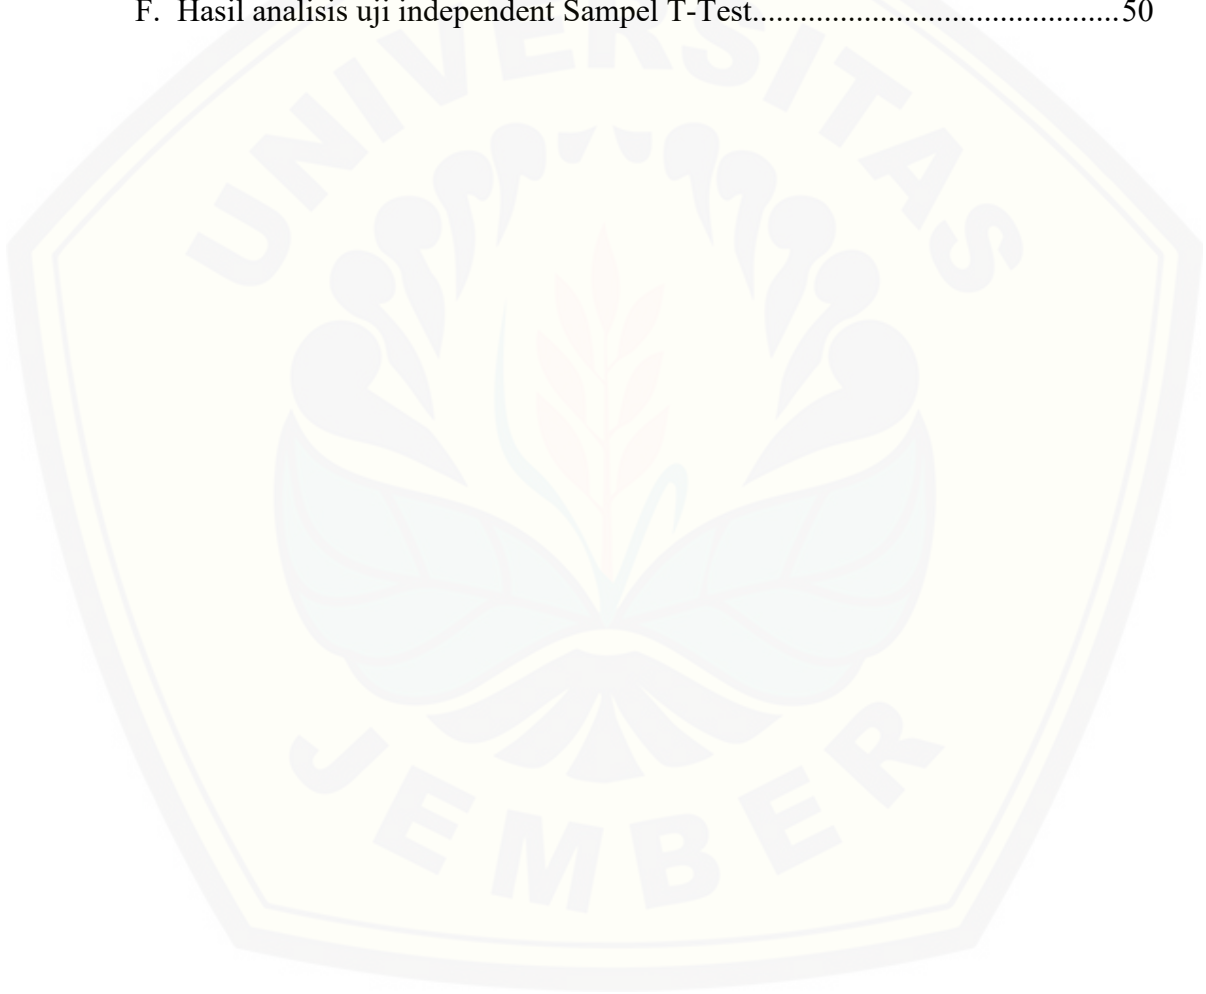 F. Hasil analisis uji independent Sampel T-Test............................................50
UNIVERSITAS
JEMBER